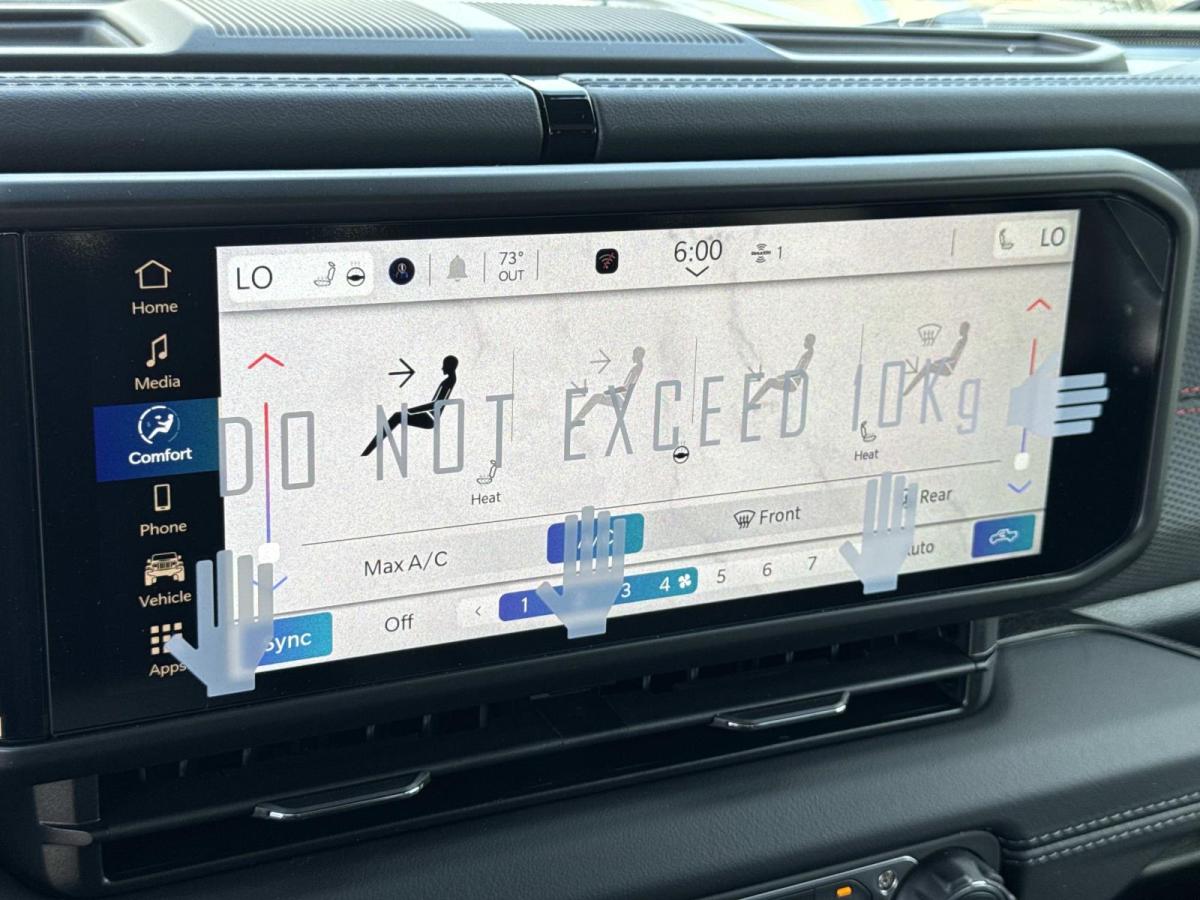 LO
73°
OUT
6:00
1
LO
Home
Media
Comfort
Phone
Vehicle
Apps
DO NOT EXCEED 10Kg
Heat
Heat
Max A/C
Front
Rear
Sync
Off
1
3
4
5
6
7